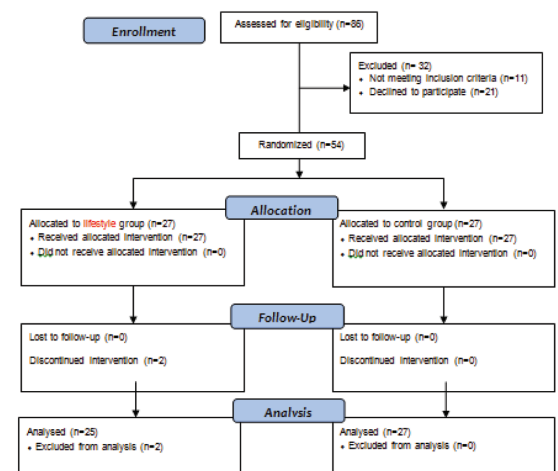 Enrollment
Assessed for eligibility (n=86)
Excluded (n= 32)
• Not meeting inclusion criteria (n=11)
• Declined to participate (n=21)
Randomized (n=54)
Allocation
Allocated to lifestyle group (n=27)
• Received allocated intervention (n=27)
• Did not receive allocated intervention (n=0)
Allocated to control group (n=27)
• Received allocated intervention (n=27)
• Did not receive allocated intervention (n=0)
Follow-Up
Lost to follow-up (n=0)
Discontinued intervention (n=2)
Lost to follow-up (n=0)
Discontinued intervention (n=0)
Analysis
Analysed (n=25)
• Excluded from analysis (n=2)
Analysed (n=27)
• Excluded from analysis (n=0)